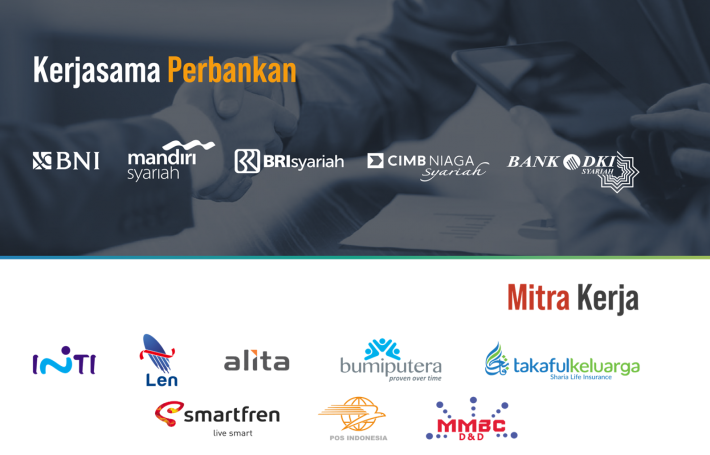 Kerjasama Perbankan
BNI
mandiri
syariah
BRIsyariah
CIMB NIAGA
syariah
BANK DKI
SYARIAH
Mitra Kerja
INTI
Len
alita
bumiputera
proven over time
takafulkeluarga
Sharia Life Insurance
smartfren
live smart
POS INDONESIA
MMBC
D&D